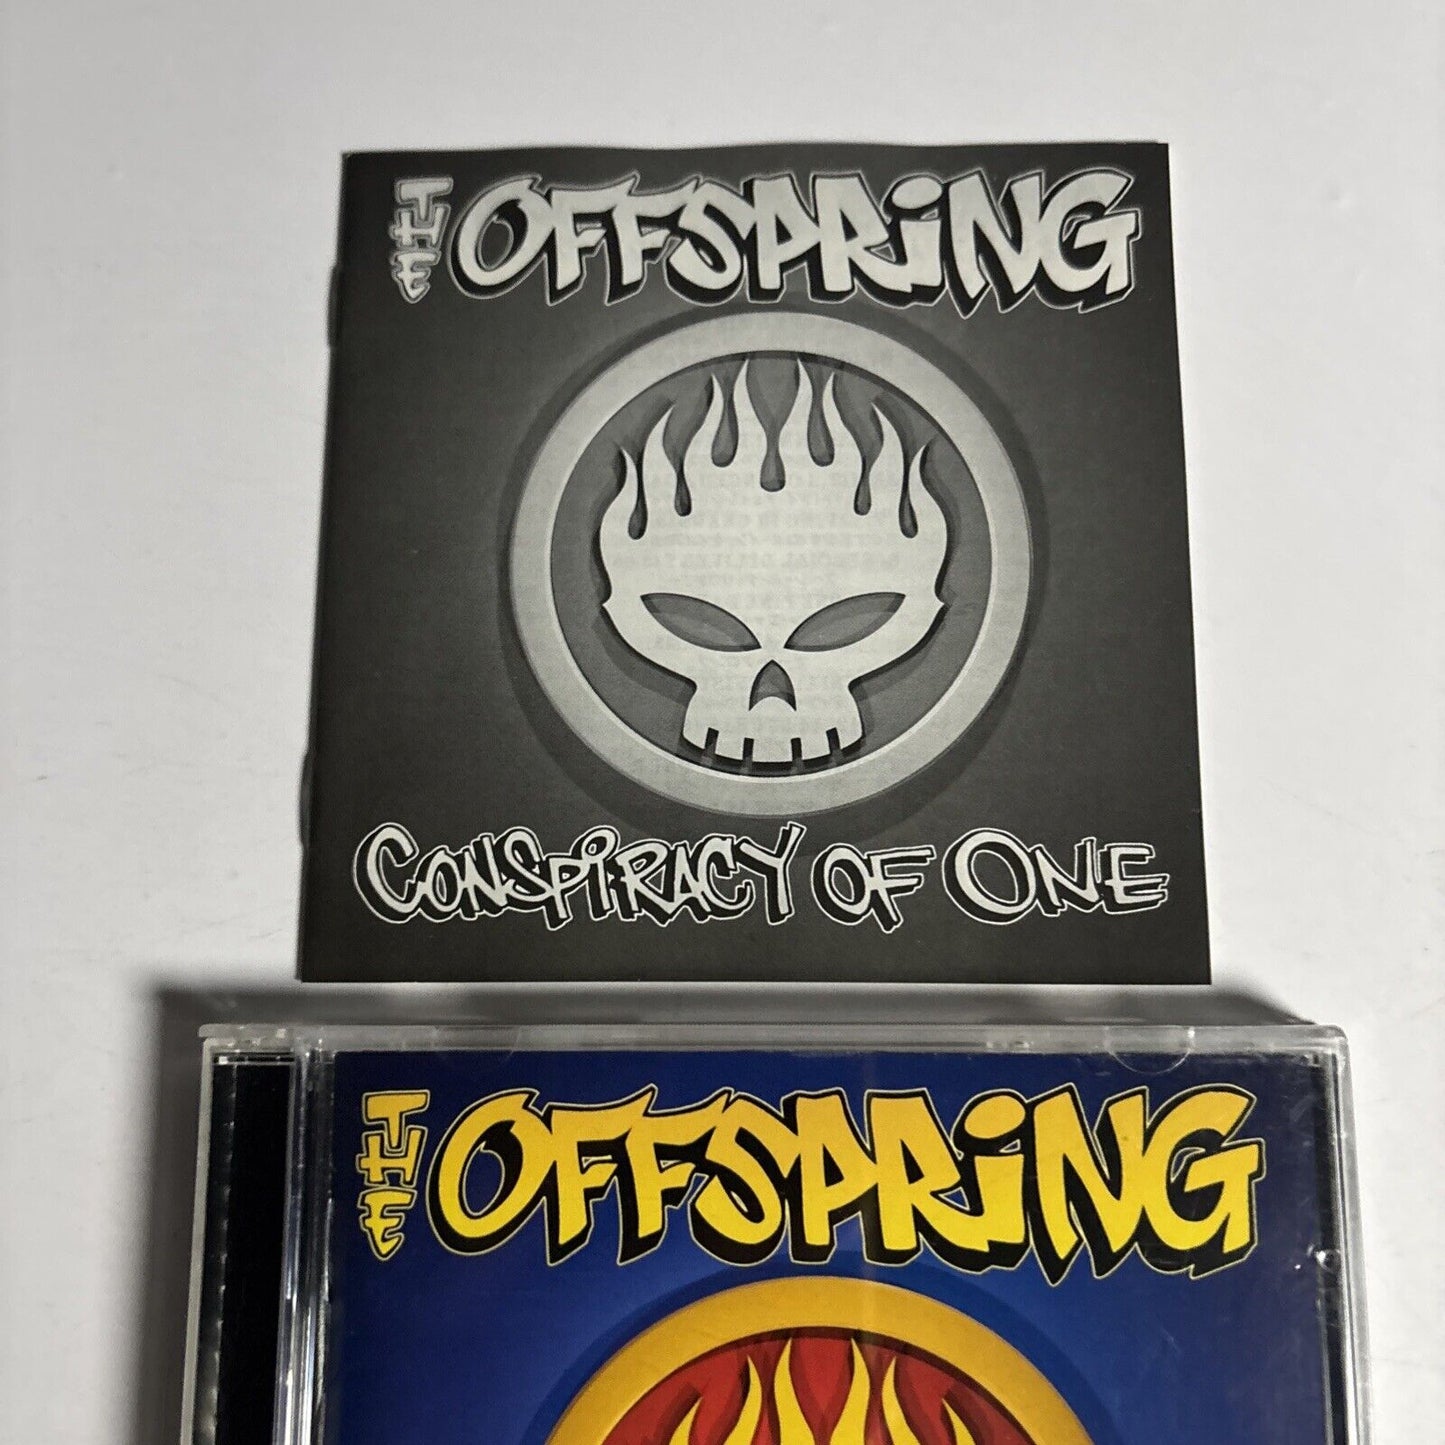 THE OFFSPRiNG
CONSPiRACY OF ONE
THE OFFSPRiNG